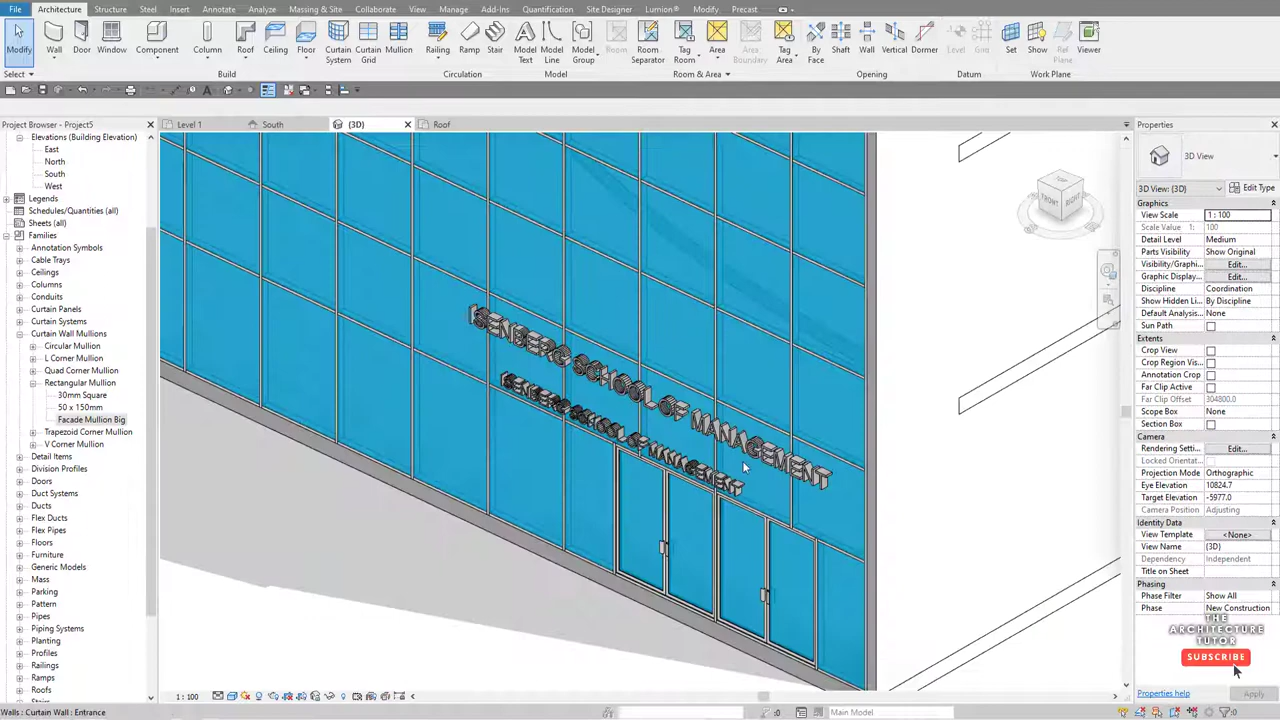 File Architecture Structure Steel Insert Annotate Analyze Massing & Site Collaborate View Manage Add-Ins Quantification Site Designer Lumion® Modify Precast
Modify Wall Door Window Component Column Roof Ceiling Floor Curtain System Curtain Grid Mullion Railing Ramp Stair Model Text Model Line Model Group Room Room Separator Tag Room Area Area Boundary Tag Area By Face Shaft Wall Vertical Dormer Level Grid Set Show Ref Plane Viewer
Select Build Circulation Model Room & Area Opening Datum Work Plane
Project Browser - Project5
Level 1 South (3D) Roof
Properties
Elevations (Building Elevation)
East
North
South
West
Legends
Schedules/Quantities (all)
Sheets (all)
Families
Annotation Symbols
Cable Trays
Ceilings
Columns
Conduits
Curtain Panels
Curtain Systems
Curtain Wall Mullions
Circular Mullion
L Corner Mullion
Quad Corner Mullion
Rectangular Mullion
30mm Square
50 x 150mm
Facade Mullion Big
Trapezoid Corner Mullion
V Corner Mullion
Detail Items
Division Profiles
Doors
Duct Systems
Ducts
Flex Ducts
Flex Pipes
Floors
Furniture
Generic Models
Mass
Parking
Pattern
Pipes
Piping Systems
Planting
Profiles
Railings
Ramps
Roofs
Stairs
ISENBERG SCHOOL OF MANAGEMENT
ISENBERG SCHOOL OF MANAGEMENT
TOP
FRONT
RIGHT
3D View
3D View: (3D) Edit Type
Graphics
View Scale 1 : 100
Scale Value 1: 100
Detail Level Medium
Parts Visibility Show Original
Visibility/Graphi... Edit...
Graphic Display... Edit...
Discipline Coordination
Show Hidden Li... By Discipline
Default Analysis... None
Sun Path
Extents
Crop View
Crop Region Vis...
Annotation Crop
Far Clip Active
Far Clip Offset 304800.0
Scope Box None
Section Box
Camera
Rendering Setti... Edit...
Locked Orientat...
Projection Mode Orthographic
Eye Elevation 10824.7
Target Elevation -5977.0
Camera Position Adjusting
Identity Data
View Template <None>
View Name (3D)
Dependency Independent
Title on Sheet
Phasing
Phase Filter Show All
Phase New Construction
THE
ARCHITECTURE
TUTOR
SUBSCRIBE
Properties help Apply
1 : 100
Walls : Curtain Wall : Entrance :0 Main Model :0